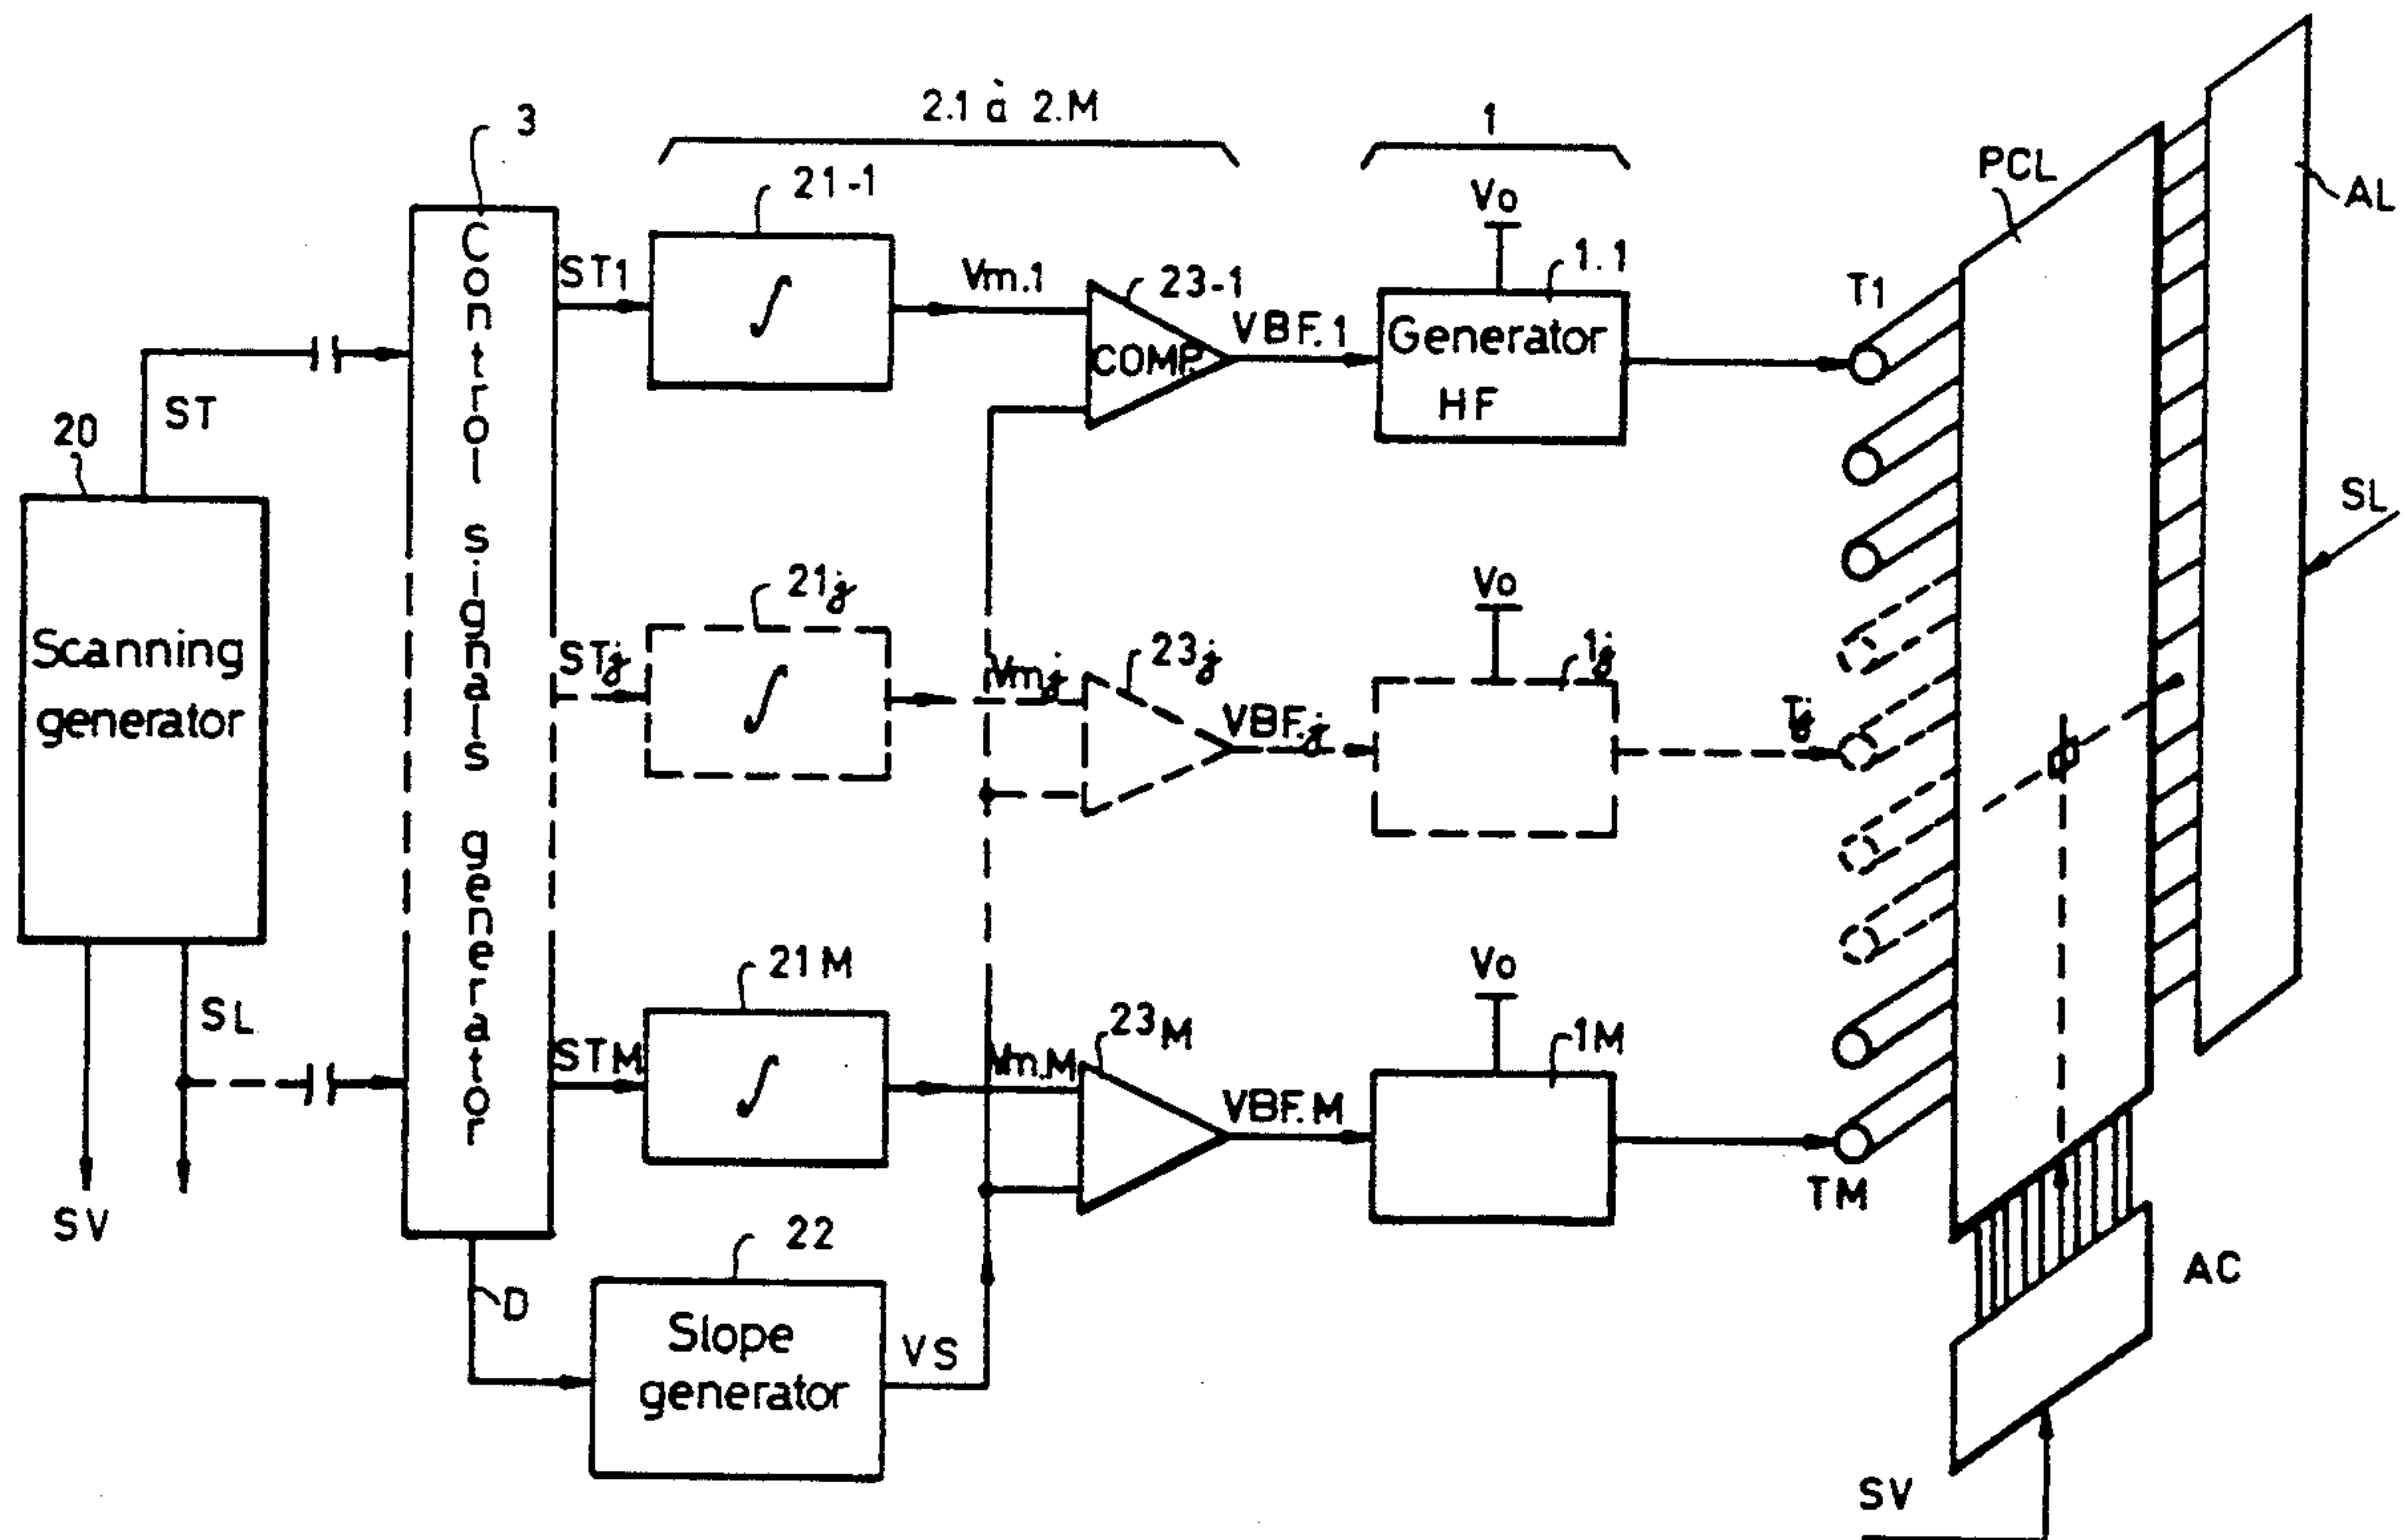 3
2.1 à 2.M
1
21-1
Vo
PCL
AL
ST1
∫
Vm.1
23-1
COMP.
VBF.1
1.1
Generator
HF
T1
ST
20
Scanning
generator
Control signals generator
SL
21j
STj
∫
Vmj
23j
VBF.j
Vo
1j
Tj
SL
21M
STM
∫
Vm.M
23M
VBF.M
Vo
1M
TM
SV
D
22
Slope
generator
VS
AC
SV